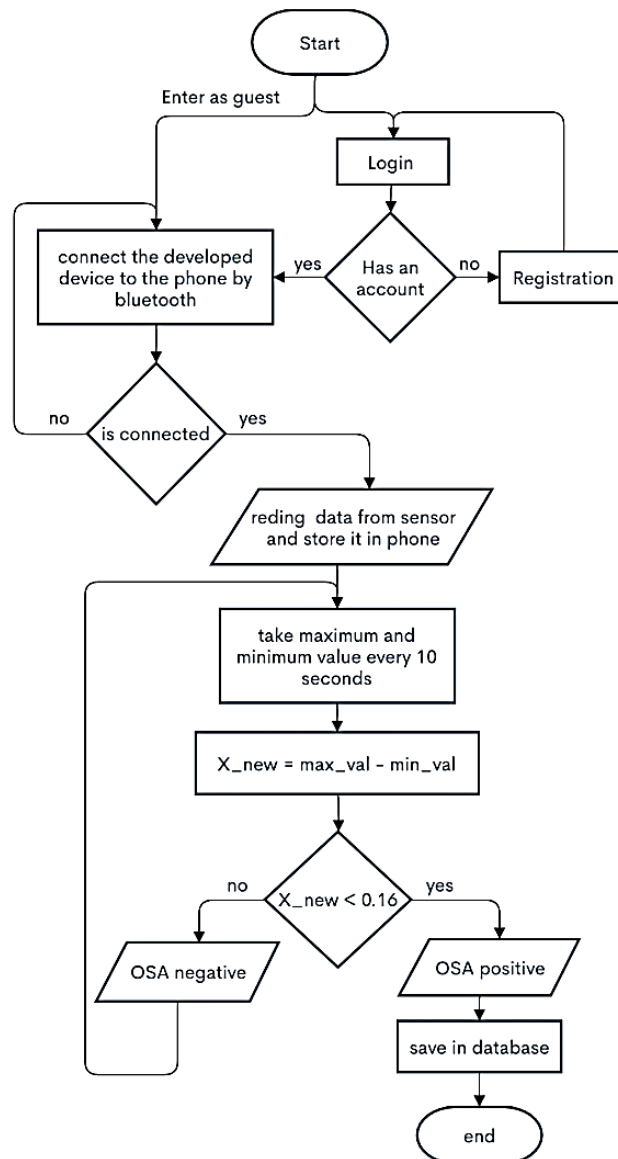 Start
Enter as guest
Login
connect the developed
device to the phone by
bluetooth
yes
Has an
account
no
Registration
no
is connected
yes
reding data from sensor
and store it in phone
take maximum and
minimum value every 10
seconds
X_new = max_val - min_val
no
X_new < 0.16
yes
OSA negative
OSA positive
save in database
end